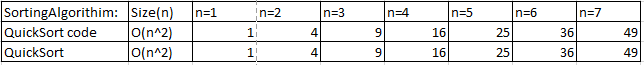 SortingAlgorithim: Size(n) n=1 n=2 n=3 n=4 n=5 n=6 n=7
QuickSort code O(n^2) 1 4 9 16 25 36 49
QuickSort O(n^2) 1 4 9 16 25 36 49